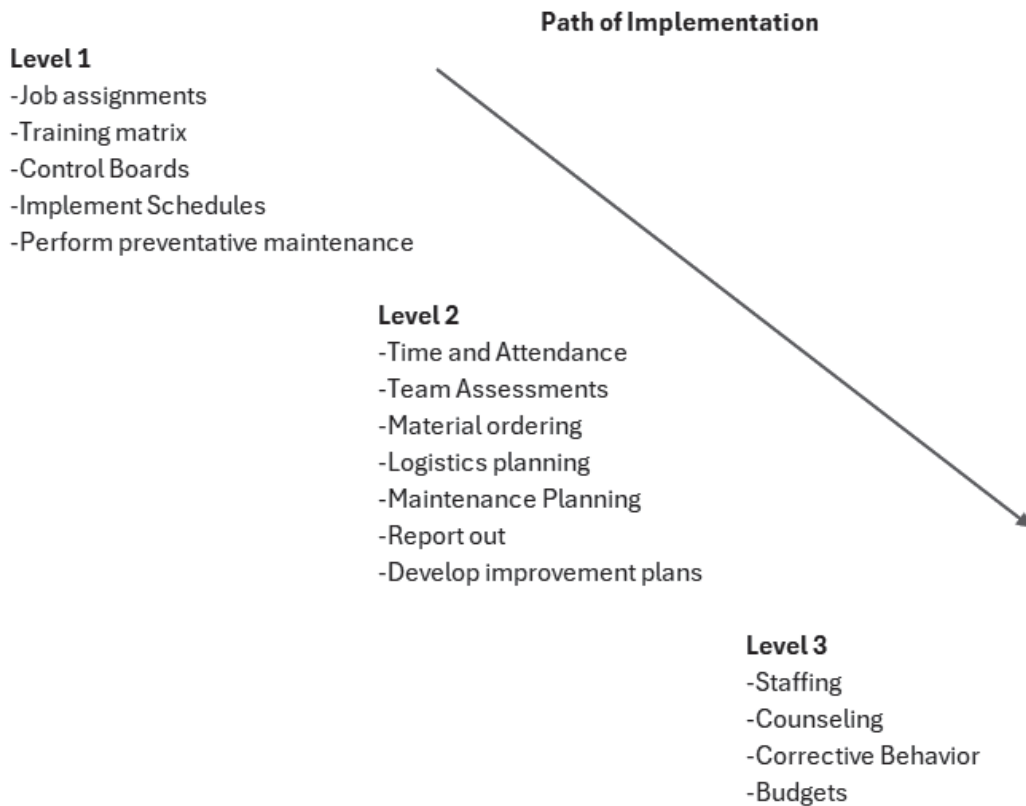 Path of Implementation
Level 1
-Job assignments
-Training matrix
-Control Boards
-Implement Schedules
-Perform preventative maintenance
Level 2
-Time and Attendance
-Team Assessments
-Material ordering
-Logistics planning
-Maintenance Planning
-Report out
-Develop improvement plans
Level 3
-Staffing
-Counseling
-Corrective Behavior
-Budgets